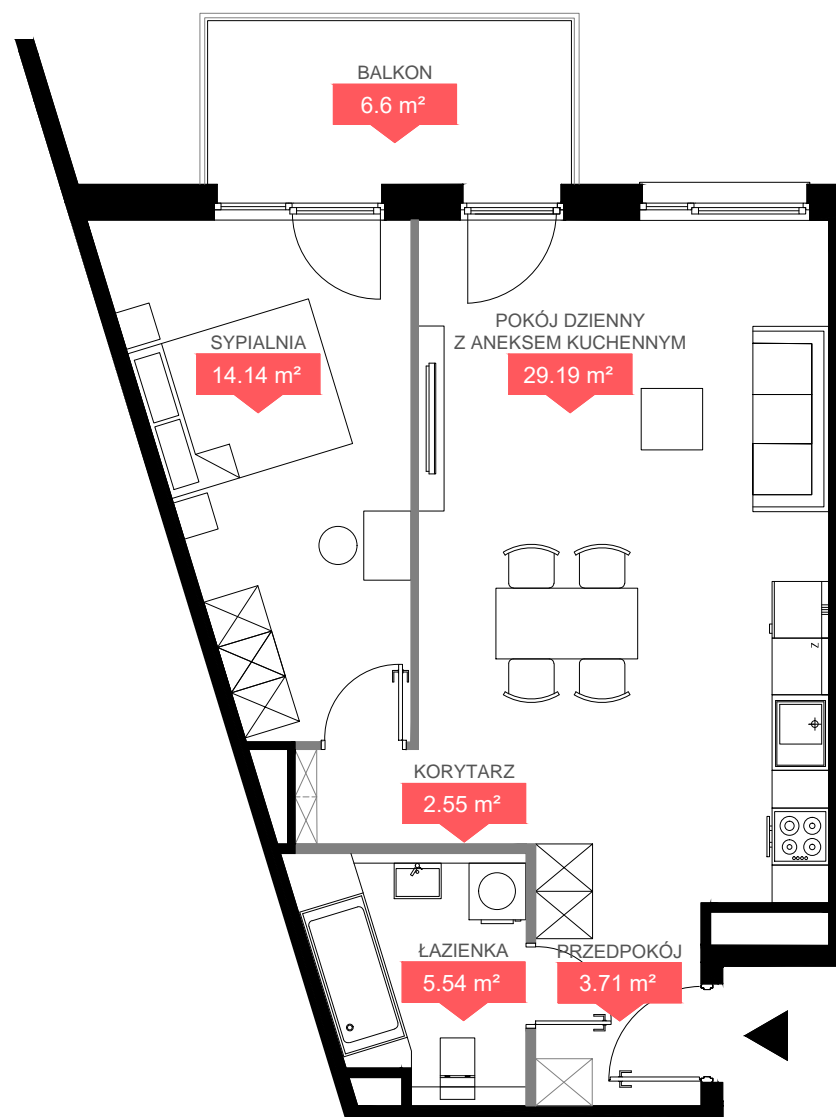 BALKON
6.6 m²
SYPIALNIA
14.14 m²
POKÓJ DZIENNY
Z ANEKSEM KUCHENNYM
29.19 m²
Z
KORYTARZ
2.55 m²
ŁAZIENKA
5.54 m²
PRZEDPOKÓJ
3.71 m²